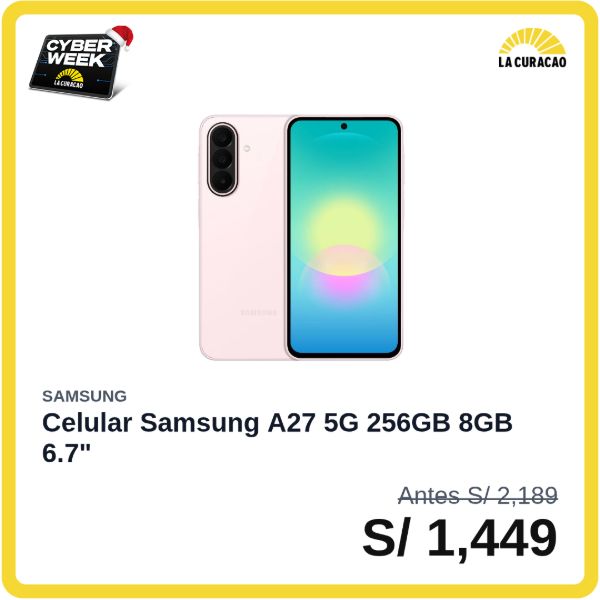 CYBER
WEEK
LA CURACAO
LA CURACAO
SAMSUNG
SAMSUNG
Celular Samsung A27 5G 256GB 8GB
6.7"
Antes S/ 2,189
S/ 1,449